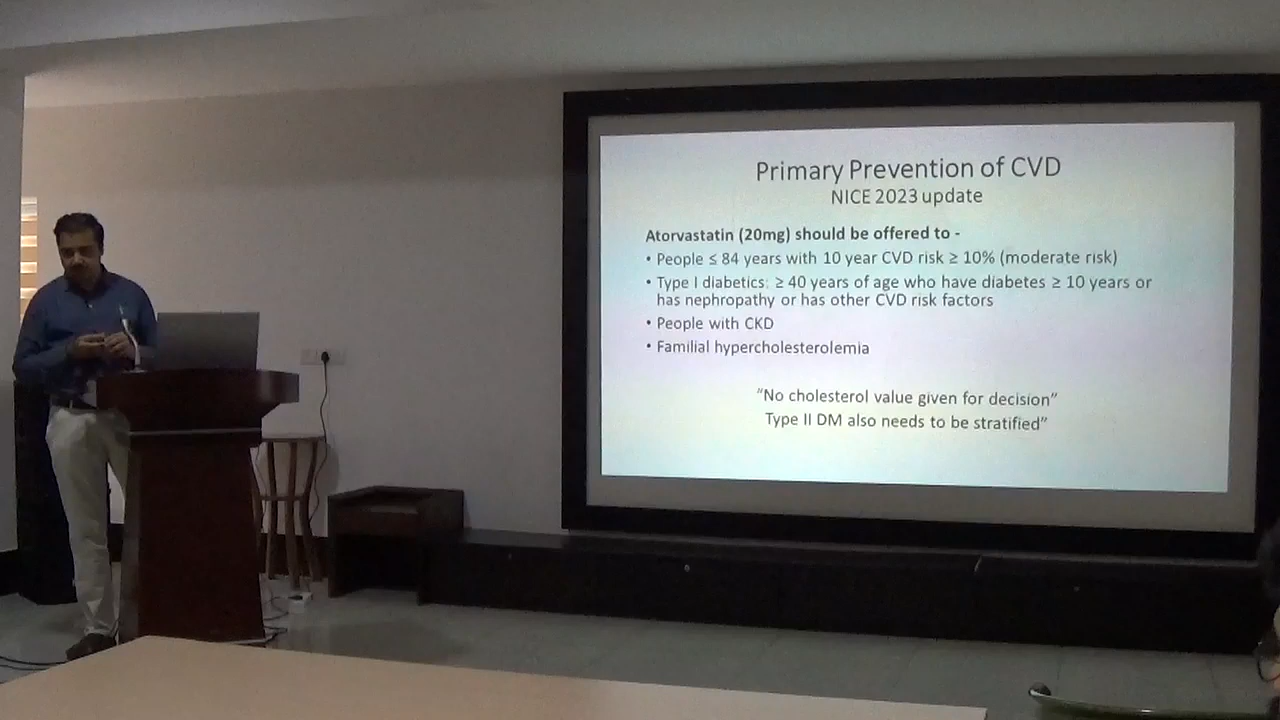 Primary Prevention of CVD
NICE 2023 update
Atorvastatin (20mg) should be offered to -
• People ≤ 84 years with 10 year CVD risk ≥ 10% (moderate risk)
• Type I diabetics: ≥ 40 years of age who have diabetes ≥ 10 years or
has nephropathy or has other CVD risk factors
• People with CKD
• Familial hypercholesterolemia
“No cholesterol value given for decision”
Type II DM also needs to be stratified”